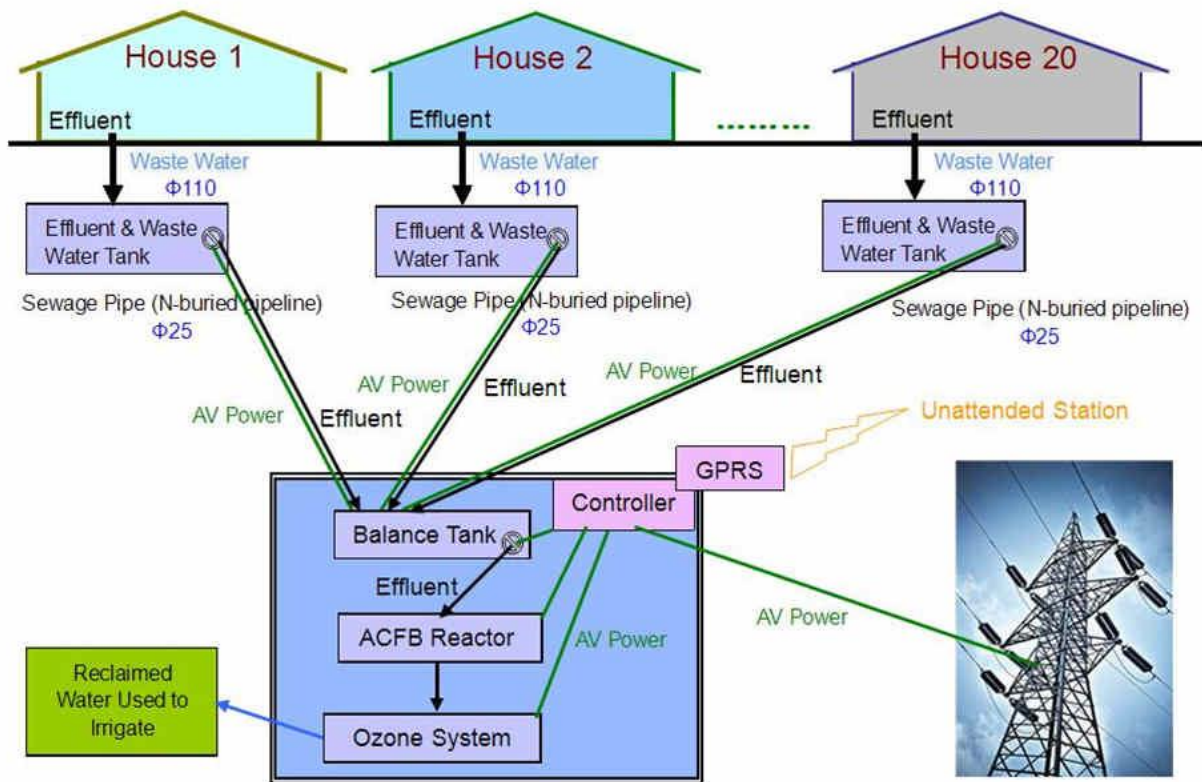 House 1
House 2
House 20
Effluent
Effluent
Effluent
Waste Water
Φ110
Waste Water
Φ110
Waste Water
Φ110
Effluent & Waste
Water Tank
Effluent & Waste
Water Tank
Effluent & Waste
Water Tank
Sewage Pipe (N-buried pipeline)
Φ25
Sewage Pipe (N-buried pipeline)
Φ25
Sewage Pipe (N-buried pipeline)
Φ25
AV Power
Effluent
AV Power
Effluent
AV Power
Effluent
Unattended Station
GPRS
Controller
Balance Tank
Effluent
ACFB Reactor
AV Power
AV Power
Ozone System
Reclaimed
Water Used to
Irrigate